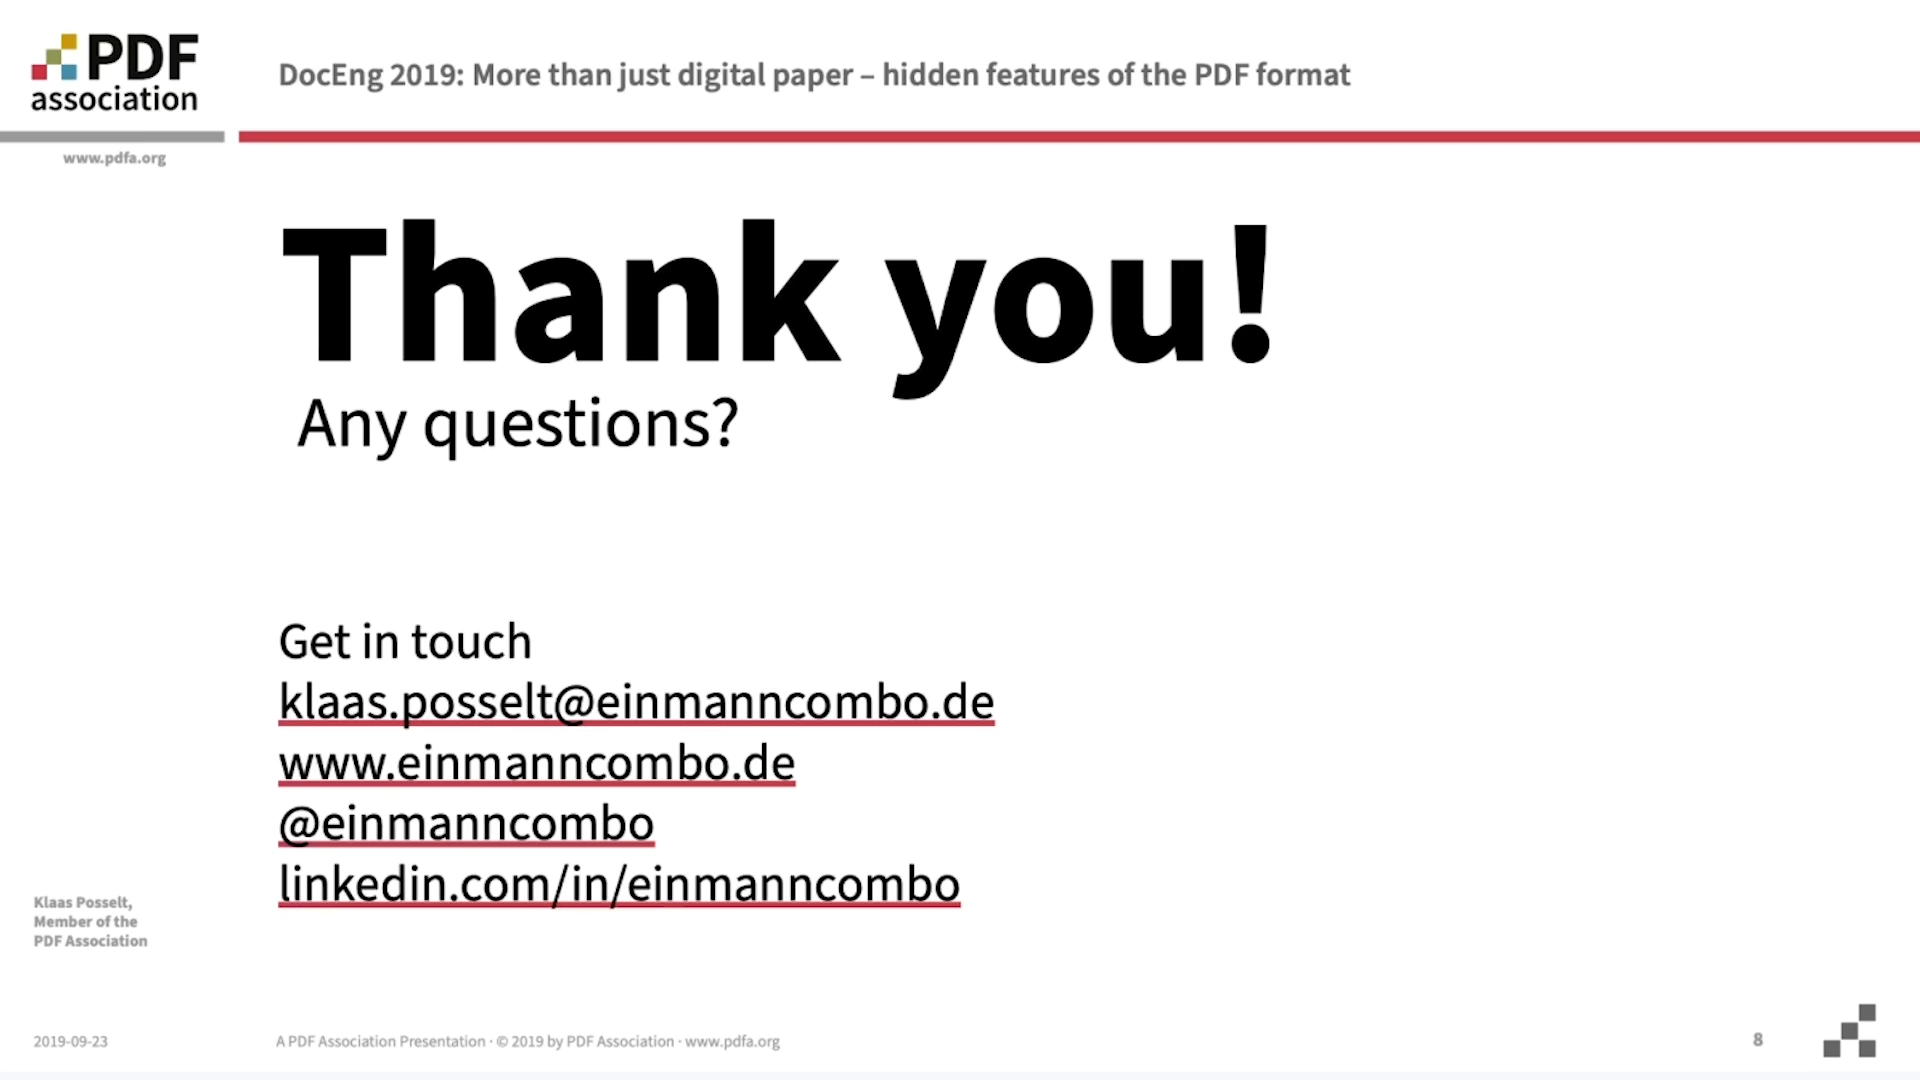 PDF
association
DocEng 2019: More than just digital paper – hidden features of the PDF format
www.pdfa.org
Thank you!
Any questions?
Get in touch
klaas.posselt@einmanncombo.de
www.einmanncombo.de
@einmanncombo
linkedin.com/in/einmanncombo
Klaas Posselt,
Member of the
PDF Association
2019-09-23
A PDF Association Presentation · © 2019 by PDF Association · www.pdfa.org
8